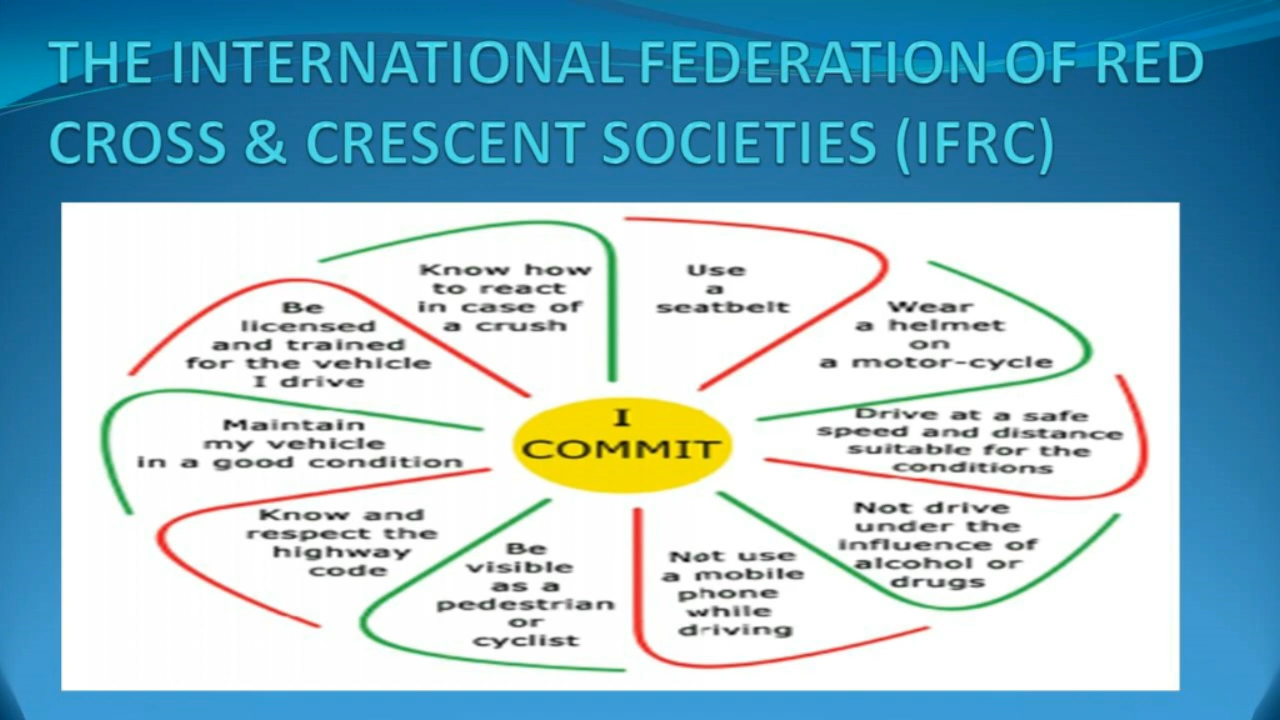 THE INTERNATIONAL FEDERATION OF RED
CROSS & CRESCENT SOCIETIES (IFRC)
I
COMMIT
Use
a
seatbelt
Wear
a helmet
on
a motor-cycle
Drive at a safe
speed and distance
suitable for the
conditions
Not drive
under the
influence of
alcohol or
drugs
Not use
a mobile
phone
while
driving
Be
visible
as a
pedestrian
or
cyclist
Know and
respect the
highway
code
Maintain
my vehicle
in a good condition
Be
licensed
and trained
for the vehicle
I drive
Know how
to react
in case of
a crush